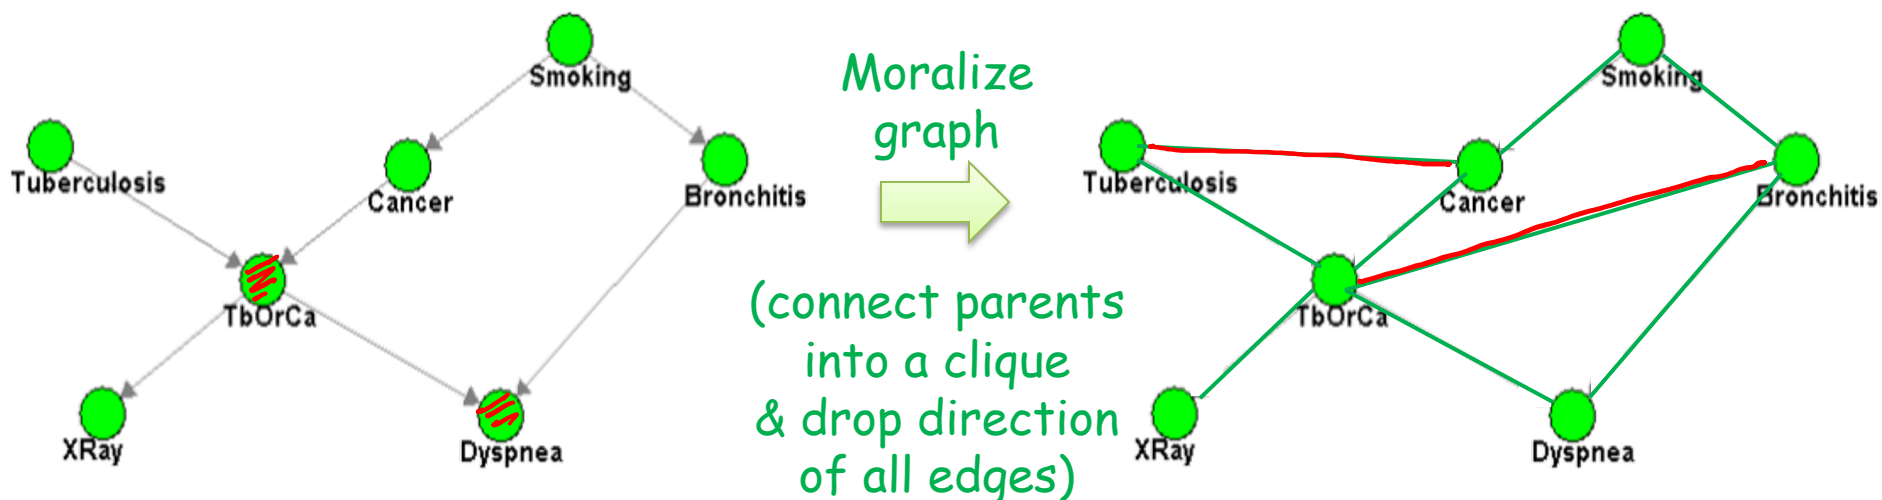 Smoking
Tuberculosis
Cancer
Bronchitis
TbOrCa
XRay
Dyspnea
Moralize
graph
(connect parents
into a clique
& drop direction
of all edges)
Smoking
Tuberculosis
Cancer
Bronchitis
TbOrCa
XRay
Dyspnea